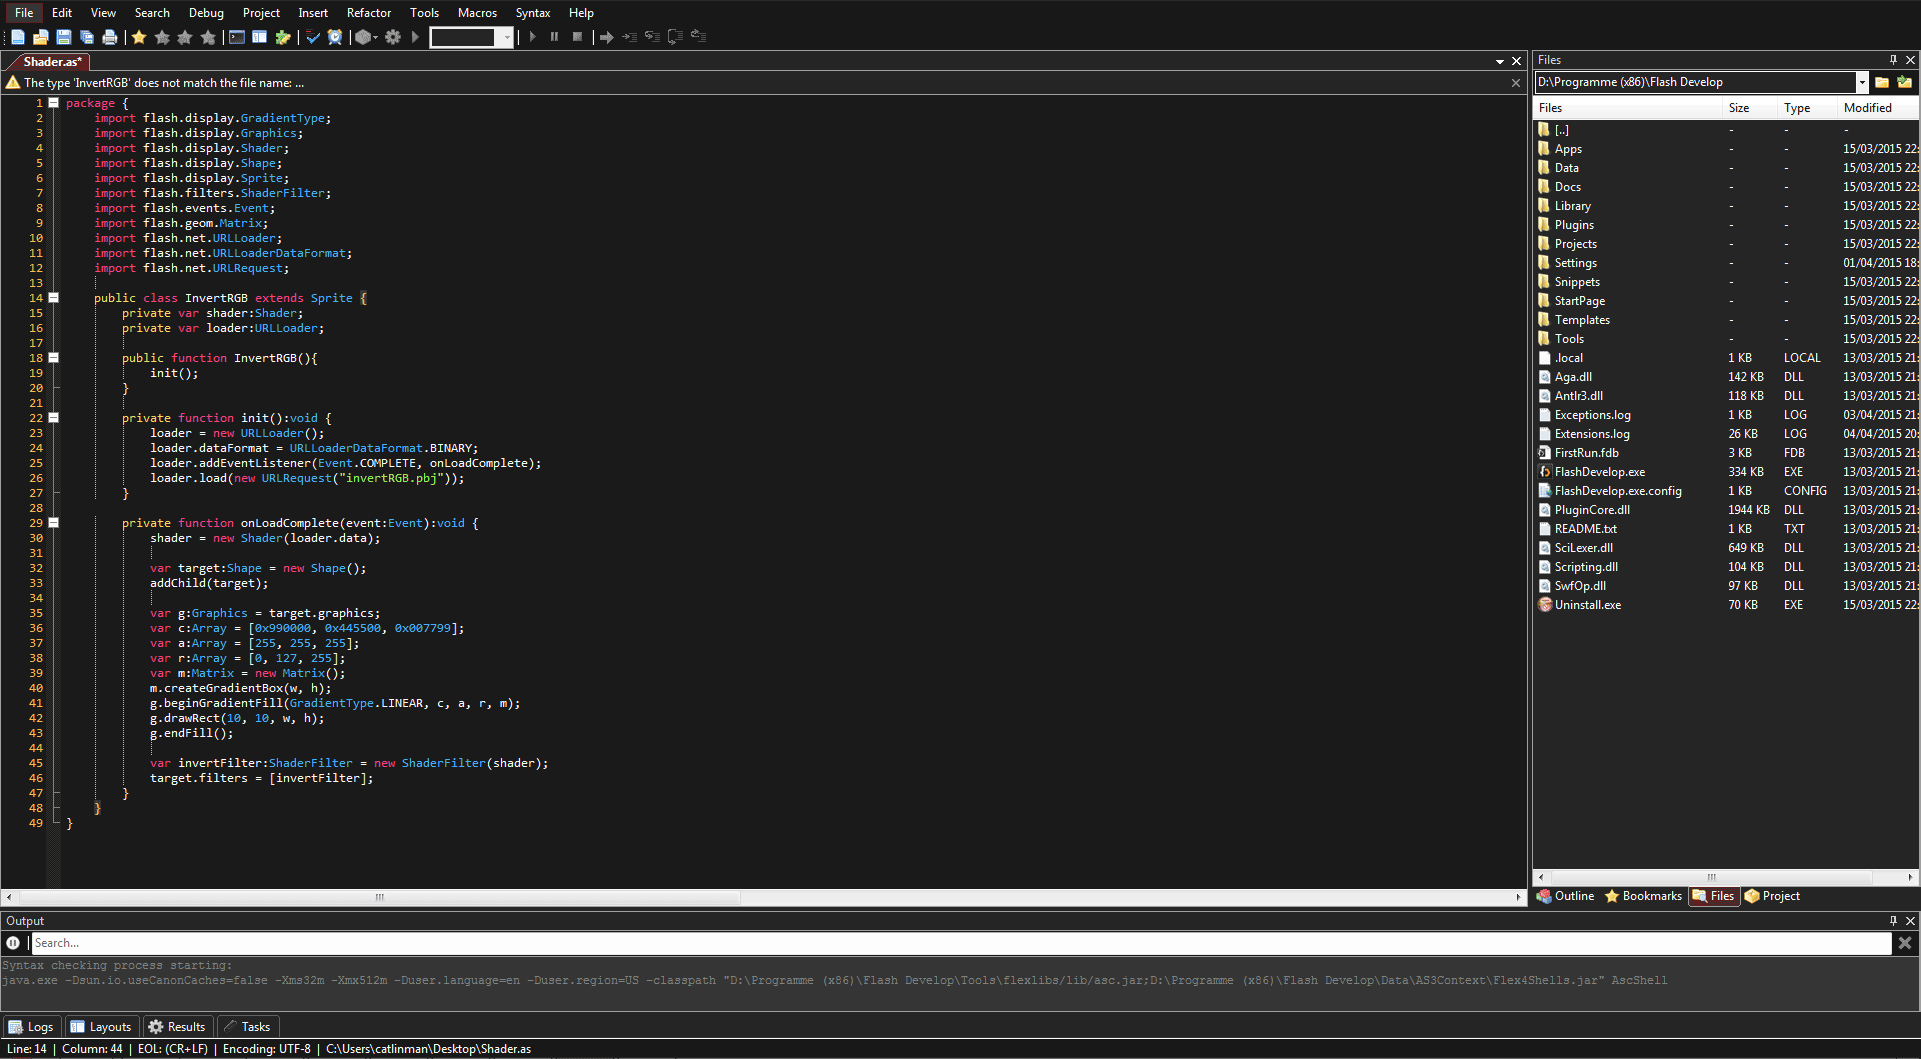 File Edit View Search Debug Project Insert Refactor Tools Macros Syntax Help
Shader.as*
The type 'InvertRGB' does not match the file name: ...
1 package {
2 import flash.display.GradientType;
3 import flash.display.Graphics;
4 import flash.display.Shader;
5 import flash.display.Shape;
6 import flash.display.Sprite;
7 import flash.filters.ShaderFilter;
8 import flash.events.Event;
9 import flash.geom.Matrix;
10 import flash.net.URLLoader;
11 import flash.net.URLLoaderDataFormat;
12 import flash.net.URLRequest;
13
14 public class InvertRGB extends Sprite {
15 private var shader:Shader;
16 private var loader:URLLoader;
17
18 public function InvertRGB(){
19 init();
20 }
21
22 private function init():void {
23 loader = new URLLoader();
24 loader.dataFormat = URLLoaderDataFormat.BINARY;
25 loader.addEventListener(Event.COMPLETE, onLoadComplete);
26 loader.load(new URLRequest("invertRGB.pbj"));
27 }
28
29 private function onLoadComplete(event:Event):void {
30 shader = new Shader(loader.data);
31
32 var target:Shape = new Shape();
33 addChild(target);
34
35 var g:Graphics = target.graphics;
36 var c:Array = [0x990000, 0x445500, 0x007799];
37 var a:Array = [255, 255, 255];
38 var r:Array = [0, 127, 255];
39 var m:Matrix = new Matrix();
40 m.createGradientBox(w, h);
41 g.beginGradientFill(GradientType.LINEAR, c, a, r, m);
42 g.drawRect(10, 10, w, h);
43 g.endFill();
44
45 var invertFilter:ShaderFilter = new ShaderFilter(shader);
46 target.filters = [invertFilter];
47 }
48 }
49 }
Files
D:\Programme (x86)\Flash Develop
Files Size Type Modified
[..] - - -
Apps - - 15/03/2015 22:
Data - - 15/03/2015 22:
Docs - - 15/03/2015 22:
Library - - 15/03/2015 22:
Plugins - - 15/03/2015 22:
Projects - - 15/03/2015 22:
Settings - - 01/04/2015 18:
Snippets - - 15/03/2015 22:
StartPage - - 15/03/2015 22:
Templates - - 15/03/2015 22:
Tools - - 15/03/2015 22:
.local 1 KB LOCAL 13/03/2015 21:
Aga.dll 142 KB DLL 13/03/2015 21:
Antlr3.dll 118 KB DLL 13/03/2015 21:
Exceptions.log 1 KB LOG 03/04/2015 21:
Extensions.log 26 KB LOG 04/04/2015 20:
FirstRun.fdb 3 KB FDB 13/03/2015 21:
FlashDevelop.exe 334 KB EXE 13/03/2015 21:
FlashDevelop.exe.config 1 KB CONFIG 13/03/2015 21:
PluginCore.dll 1944 KB DLL 13/03/2015 21:
README.txt 1 KB TXT 13/03/2015 21:
SciLexer.dll 649 KB DLL 13/03/2015 21:
Scripting.dll 104 KB DLL 13/03/2015 21:
SwfOp.dll 97 KB DLL 13/03/2015 21:
Uninstall.exe 70 KB EXE 15/03/2015 22:
Outline Bookmarks Files Project
Output
Search...
Syntax checking process starting:
java.exe -Dsun.io.useCanonCaches=false -Xms32m -Xmx512m -Duser.language=en -Duser.region=US -classpath "D:\Programme (x86)\Flash Develop\Tools\flexlibs/lib/asc.jar;D:\Programme (x86)\Flash Develop\Data\AS3Context\Flex4Shells.jar" AscShell
Logs Layouts Results Tasks
Line: 14 | Column: 44 | EOL: (CR+LF) | Encoding: UTF-8 | C:\Users\catlinman\Desktop\Shader.as